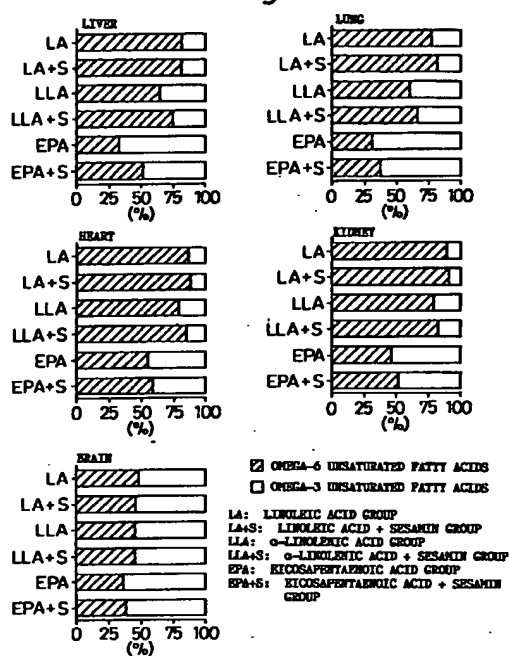 LIVER
LA
LA+S
LLA
LLA+S
EPA
EPA+S
0 25 50 75 100
(%)
LUNG
LA
LA+S
LLA
LLA+S
EPA
EPA+S
0 25 50 75 100
(%)
HEART
LA
LA+S
LLA
LLA+S
EPA
EPA+S
0 25 50 75 100
(%)
KIDNEY
LA
LA+S
LLA
LLA+S
EPA
EPA+S
0 25 50 75 100
(%)
BRAIN
LA
LA+S
LLA
LLA+S
EPA
EPA+S
0 25 50 75 100
(%)
OMEGA-6 UNSATURATED FATTY ACIDS
OMEGA-3 UNSATURATED FATTY ACIDS
LA: LINOLEIC ACID GROUP
LA+S: LINOLEIC ACID + SESAMIN GROUP
LLA: α-LINOLENIC ACID GROUP
LLA+S: α-LINOLENIC ACID + SESAMIN GROUP
EPA: EICOSAPENTAENOIC ACID GROUP
EPA+S: EICOSAPENTAENOIC ACID + SESAMIN
GROUP